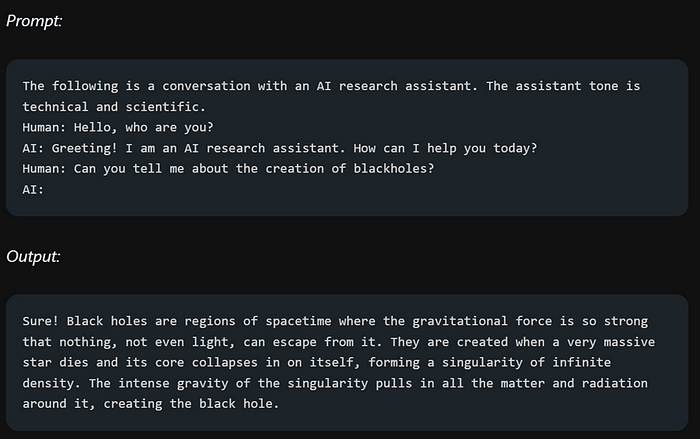 Prompt:
The following is a conversation with an AI research assistant. The assistant tone is
technical and scientific.
Human: Hello, who are you?
AI: Greeting! I am an AI research assistant. How can I help you today?
Human: Can you tell me about the creation of blackholes?
AI:
Output:
Sure! Black holes are regions of spacetime where the gravitational force is so strong
that nothing, not even light, can escape from it. They are created when a very massive
star dies and its core collapses in on itself, forming a singularity of infinite
density. The intense gravity of the singularity pulls in all the matter and radiation
around it, creating the black hole.